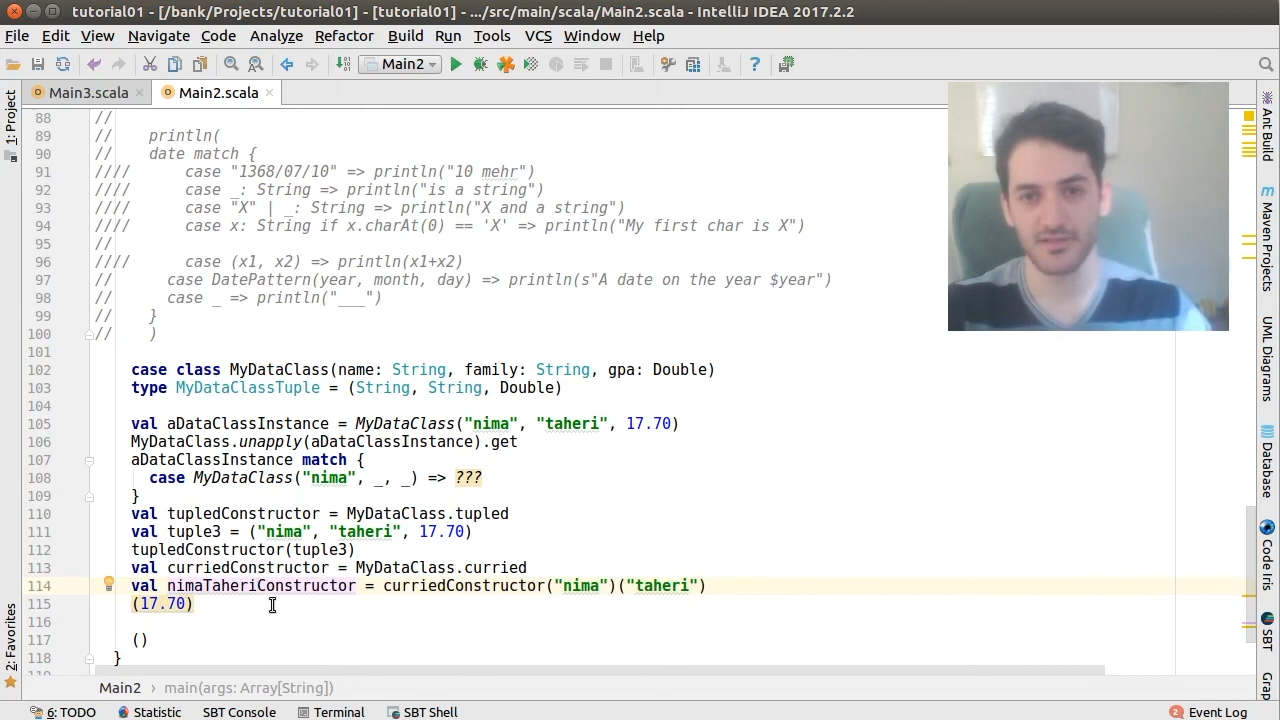 tutorial01 - [/bank/Projects/tutorial01] - [tutorial01] - .../src/main/scala/Main2.scala - IntelliJ IDEA 2017.2.2
File Edit View Navigate Code Analyze Refactor Build Run Tools VCS Window Help
Main2
Main3.scala
Main2.scala
1: Project
7: Favorites
88 //
89 // println(
90 // date match {
91 //// case "1368/07/10" => println("10 mehr")
92 //// case _: String => println("is a string")
93 //// case "X" | _: String => println("X and a string")
94 //// case x: String if x.charAt(0) == 'X' => println("My first char is X")
95 //
96 //// case (x1, x2) => println(x1+x2)
97 // case DatePattern(year, month, day) => println(s"A date on the year $year")
98 // case _ => println("___")
99 // }
100 // )
101
102 case class MyDataClass(name: String, family: String, gpa: Double)
103 type MyDataClassTuple = (String, String, Double)
104
105 val aDataClassInstance = MyDataClass("nima", "taheri", 17.70)
106 MyDataClass.unapply(aDataClassInstance).get
107 aDataClassInstance match {
108 case MyDataClass("nima", _, _) => ???
109 }
110 val tupledConstructor = MyDataClass.tupled
111 val tuple3 = ("nima", "taheri", 17.70)
112 tupledConstructor(tuple3)
113 val curriedConstructor = MyDataClass.curried
114 val nimaTaheriConstructor = curriedConstructor("nima")("taheri")
115 (17.70)
116
117 ()
118 }
Ant Build
Maven Projects
UML Diagrams
Database
Code Iris
SBT
Grap
Main2 › main(args: Array[String])
6: TODO Statistic SBT Console Terminal SBT Shell
2 Event Log